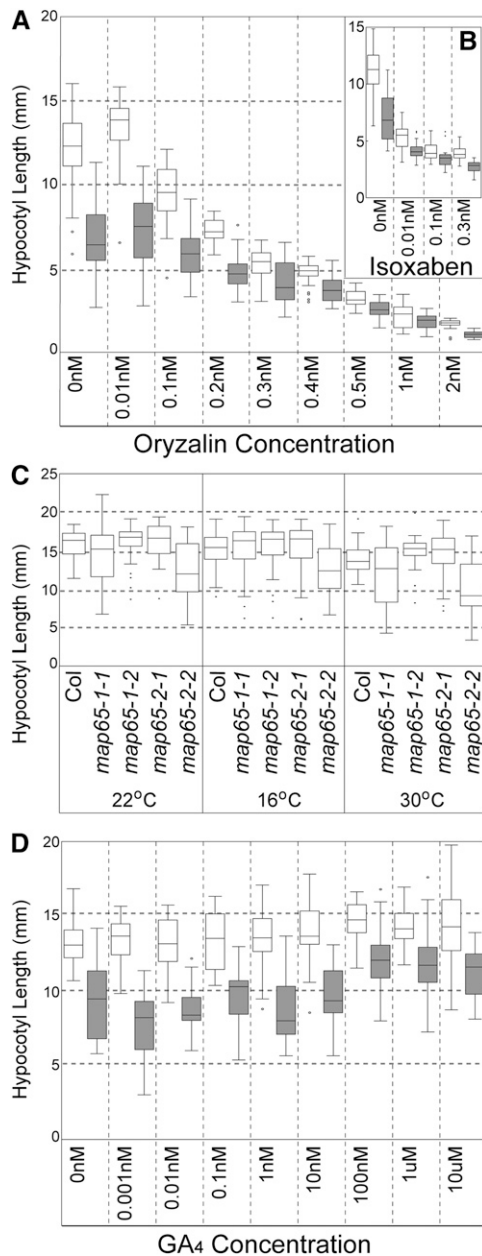 A
B
Hypocotyl Length (mm)
20
15
10
5
0
15
10
5
0
0nM
0.01nM
0.1nM
0.3nM
Isoxaben
0nM
0.01nM
0.1nM
0.2nM
0.3nM
0.4nM
0.5nM
1nM
2nM
Oryzalin Concentration
C
Hypocotyl Length (mm)
25
20
15
10
5
0
Col
map65-1-1
map65-1-2
map65-2-1
map65-2-2
Col
map65-1-1
map65-1-2
map65-2-1
map65-2-2
Col
map65-1-1
map65-1-2
map65-2-1
map65-2-2
22°C
16°C
30°C
D
Hypocotyl Length (mm)
20
15
10
5
0
0nM
0.001nM
0.01nM
0.1nM
1nM
10nM
100nM
1uM
10uM
GA₄ Concentration